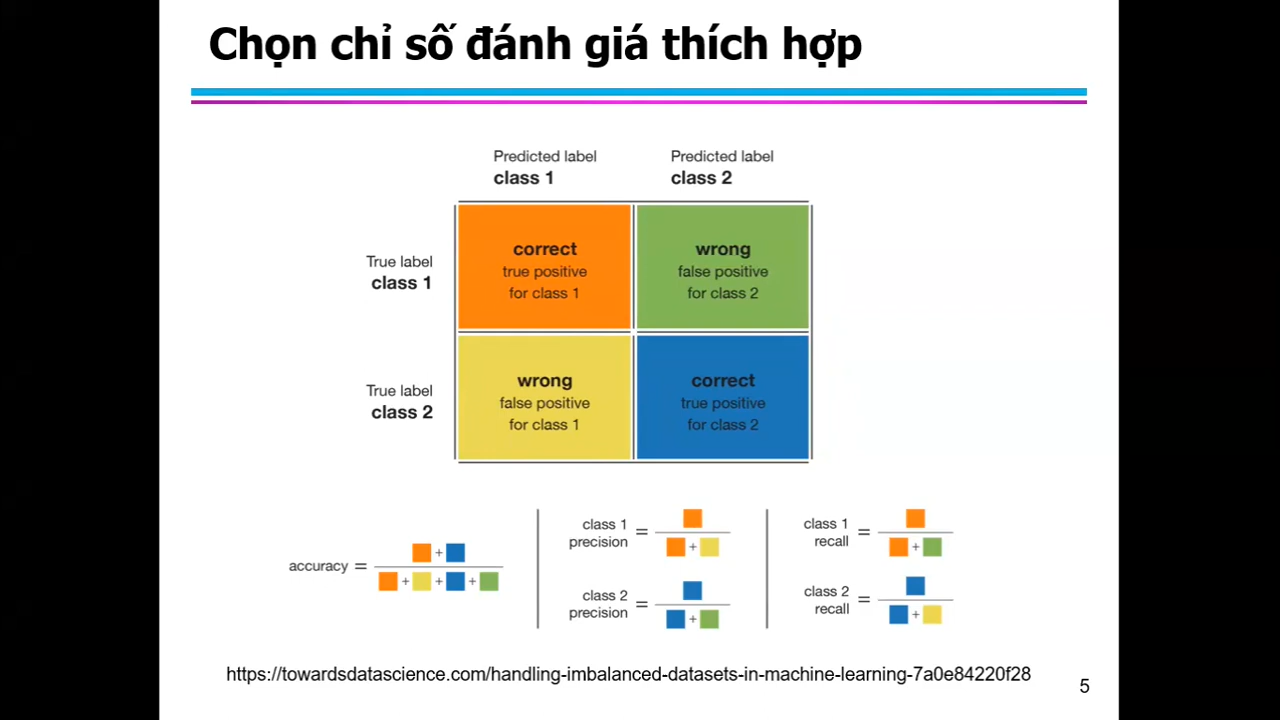 Chọn chỉ số đánh giá thích hợp
Predicted label
class 1
Predicted label
class 2
True label
class 1
correct
true positive
for class 1
wrong
false positive
for class 2
True label
class 2
wrong
false positive
for class 1
correct
true positive
for class 2
accuracy =
+
+ + +
class 1
precision =
+
class 2
precision =
+
class 1
recall =
+
class 2
recall =
+
https://towardsdatascience.com/handling-imbalanced-datasets-in-machine-learning-7a0e84220f28
5